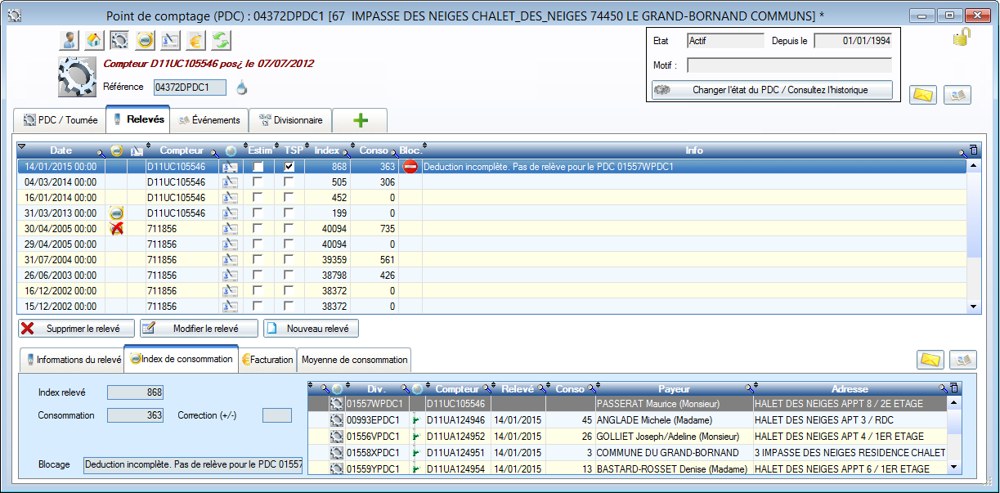 Point de comptage (PDC) : 04372DPDC1 [67 IMPASSE DES NEIGES CHALET_DES_NEIGES 74450 LE GRAND-BORNAND COMMUNS] *
Compteur D11UC105546 pos¿ le 07/07/2012
Référence 04372DPDC1
Etat Actif Depuis le 01/01/1994
Motif :
Changer l'état du PDC / Consultez l'historique
PDC / Tournée Relevés Événements Divisionnaire
Date Compteur Estim TSP Index Conso Bloc. Info
14/01/2015 00:00 D11UC105546 868 363 Deduction incomplète. Pas de relève pour le PDC 01557WPDC1
04/03/2014 00:00 D11UC105546 505 306
16/01/2014 00:00 D11UC105546 452 0
31/03/2013 00:00 D11UC105546 199 0
30/04/2005 00:00 711856 40094 735
29/04/2005 00:00 711856 40094 0
31/07/2004 00:00 711856 39359 561
26/06/2003 00:00 711856 38798 426
16/12/2002 00:00 711856 38372 0
15/12/2002 00:00 711856 38372 0
Supprimer le relevé Modifier le relevé Nouveau relevé
Informations du relevé Index de consommation Facturation Moyenne de consommation
Index relevé 868
Consommation 363 Correction (+/-)
Blocage Deduction incomplète. Pas de relève pour le PDC 01557
Div. Compteur Relevé Conso Payeur Adresse
01557WPDC1 D11UC105546 PASSERAT Maurice (Monsieur) HALET DES NEIGES APPT 8 / 2E ETAGE
00993EPDC1 D11UA124946 14/01/2015 45 ANGLADE Michele (Madame) HALET DES NEIGES APT 3 / RDC
01556VPDC1 D11UA124952 14/01/2015 26 GOLLIET Joseph/Adeline (Monsieur) HALET DES NEIGES APT 4 / 1ER ETAGE
01558XPDC1 D11UA124951 14/01/2015 3 COMMUNE DU GRAND-BORNAND 3 IMPASSE DES NEIGES RESIDENCE CHALET
01559YPDC1 D11UA124954 14/01/2015 13 BASTARD-ROSSET Denise (Madame) HALET DES NEIGES APPT 6 / 1ER ETAGE